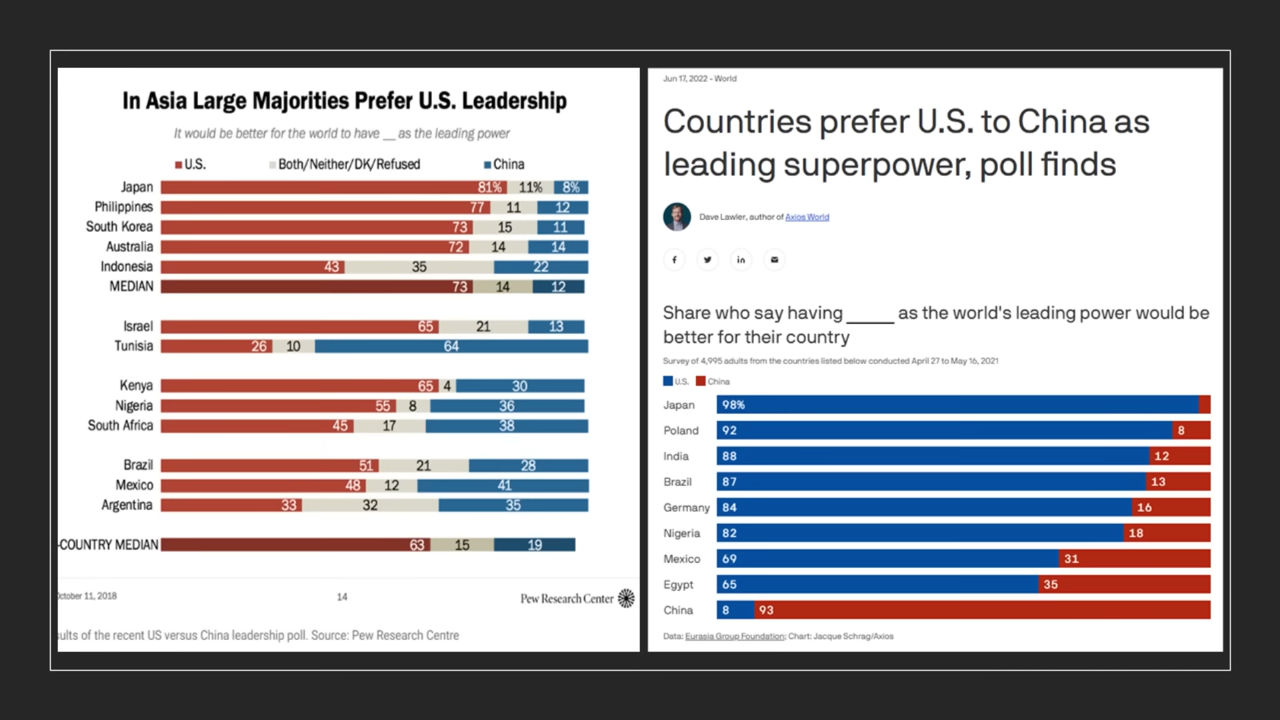 In Asia Large Majorities Prefer U.S. Leadership
It would be better for the world to have __ as the leading power
U.S. Both/Neither/DK/Refused China
Japan 81% 11% 8%
Philippines 77 11 12
South Korea 73 15 11
Australia 72 14 14
Indonesia 43 35 22
MEDIAN 73 14 12
Israel 65 21 13
Tunisia 26 10 64
Kenya 65 4 30
Nigeria 55 8 36
South Africa 45 17 38
Brazil 51 21 28
Mexico 48 12 41
Argentina 33 32 35
-COUNTRY MEDIAN 63 15 19
October 11, 2018 14 Pew Research Center
sults of the recent US versus China leadership poll. Source: Pew Research Centre
Jun 17, 2022 - World
Countries prefer U.S. to China as
leading superpower, poll finds
Dave Lawler, author of Axios World
Share who say having _____ as the world's leading power would be
better for their country
Survey of 4,995 adults from the countries listed below conducted April 27 to May 16, 2021
U.S. China
Japan 98%
Poland 92 8
India 88 12
Brazil 87 13
Germany 84 16
Nigeria 82 18
Mexico 69 31
Egypt 65 35
China 8 93
Data: Eurasia Group Foundation; Chart: Jacque Schrag/Axios